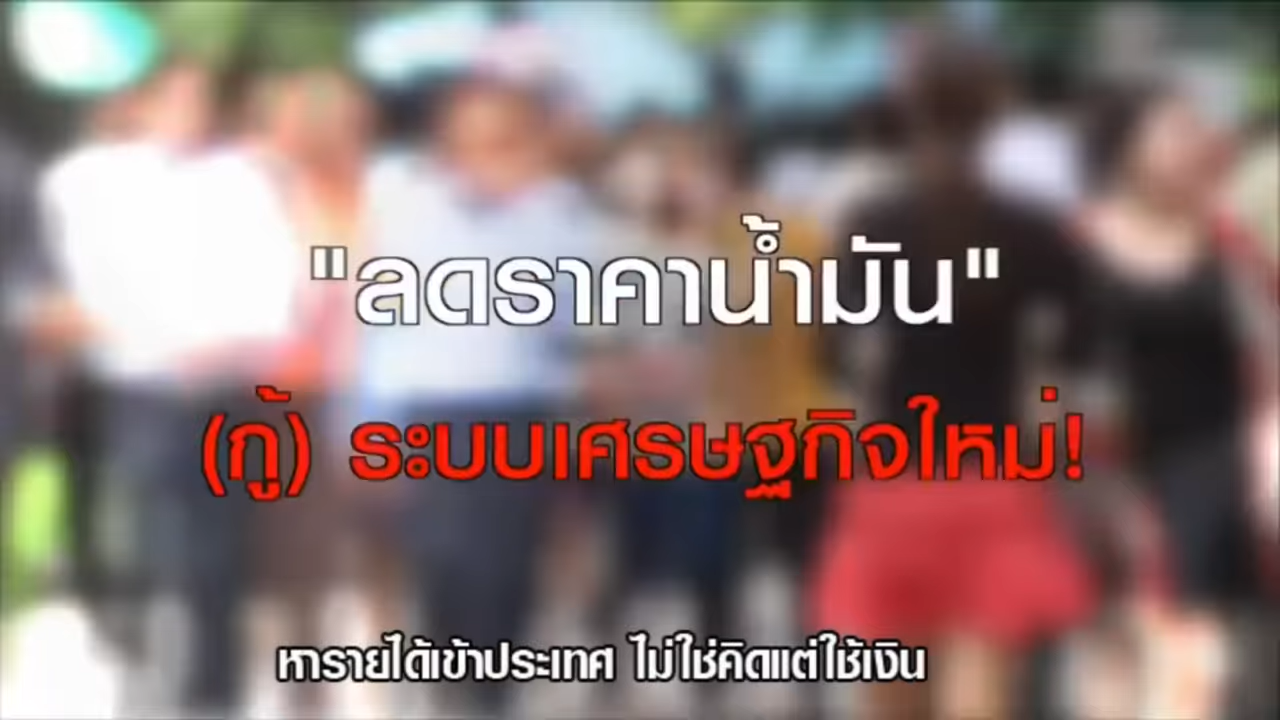 "ลดราคาน้ำมัน"
(กู้) ระบบเศรษฐกิจใหม่!
หารายได้เข้าประเทศ ไม่ใช่คิดแต่ใช้เงิน